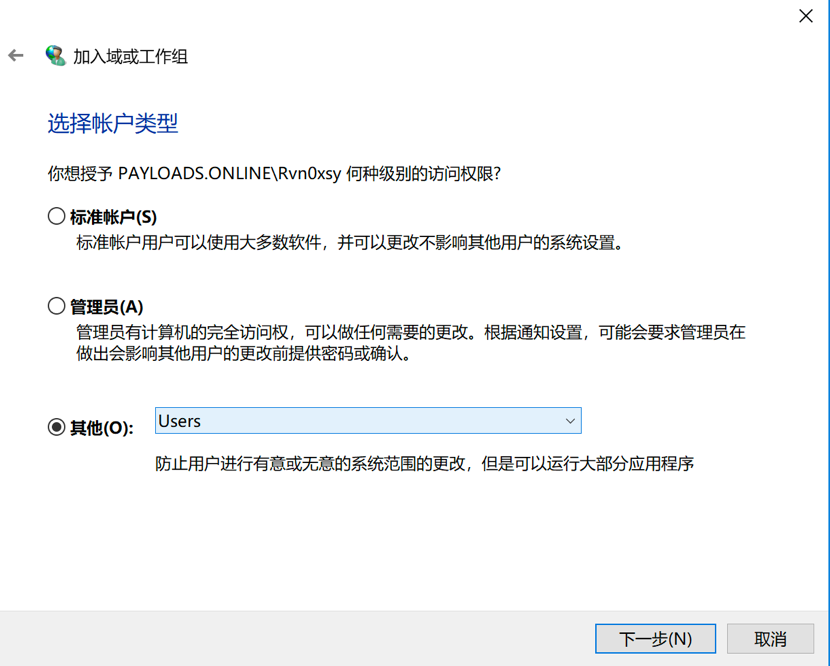 加入域或工作组
选择帐户类型
你想授予 PAYLOADS.ONLINE\Rvn0xsy 何种级别的访问权限?
标准帐户(S)
标准帐户用户可以使用大多数软件，并可以更改不影响其他用户的系统设置。
管理员(A)
管理员有计算机的完全访问权，可以做任何需要的更改。根据通知设置，可能会要求管理员在
做出会影响其他用户的更改前提供密码或确认。
其他(O):
Users
防止用户进行有意或无意的系统范围的更改，但是可以运行大部分应用程序
下一步(N)
取消